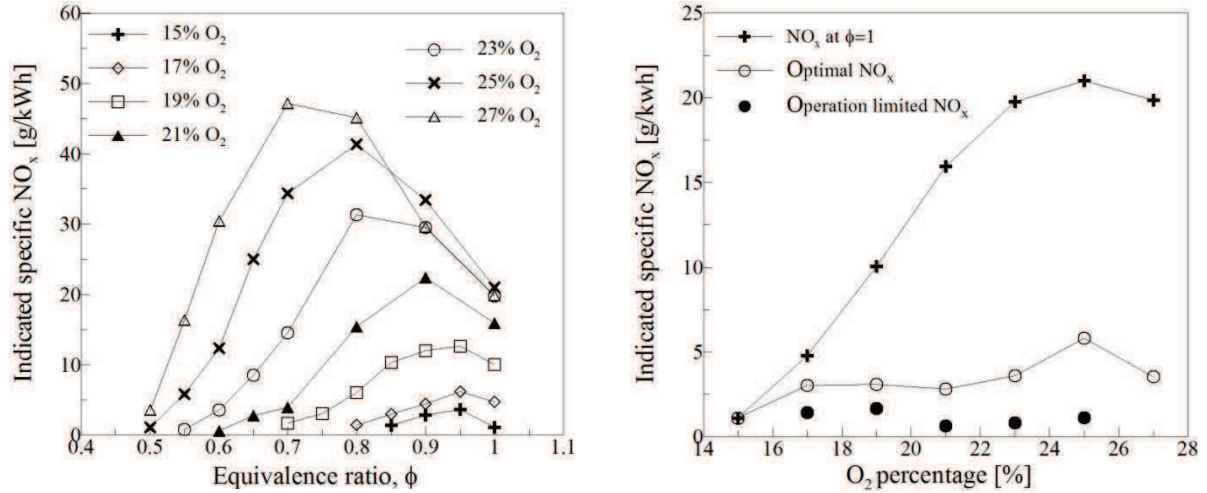 60
50
40
30
20
10
0
Indicated specific NOₓ [g/kWh]
15% O₂
17% O₂
19% O₂
21% O₂
23% O₂
25% O₂
27% O₂
0.4 0.5 0.6 0.7 0.8 0.9 1 1.1
Equivalence ratio, ϕ
25
20
15
10
5
0
Indicated specific NOₓ [g/kwh]
NOₓ at ϕ=1
Optimal NOₓ
Operation limited NOₓ
14 16 18 20 22 24 26 28
O₂ percentage [%]